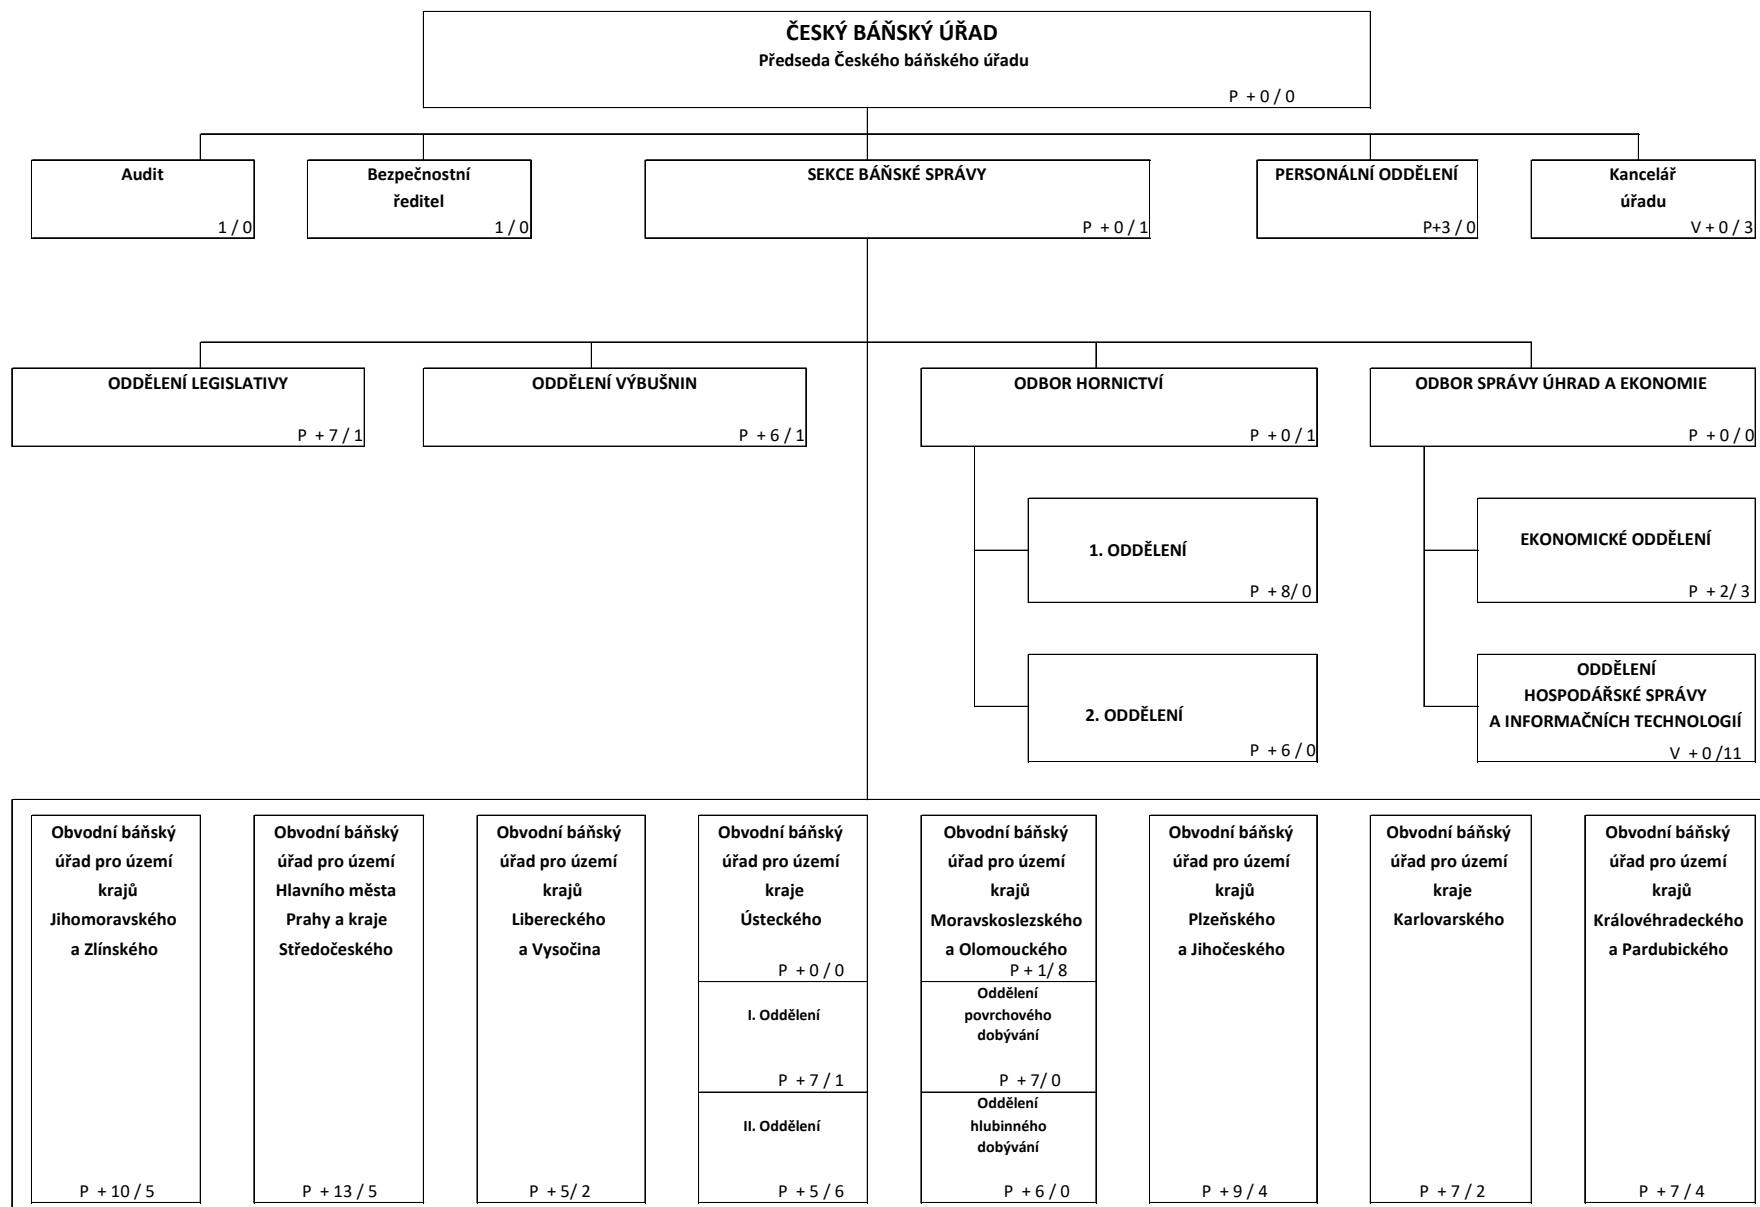 ČESKÝ BÁŇSKÝ ÚŘAD
Předseda Českého báňského úřadu
P + 0 / 0
Audit
1 / 0
Bezpečnostní
ředitel
1 / 0
SEKCE BÁŇSKÉ SPRÁVY
P + 0 / 1
PERSONÁLNÍ ODDĚLENÍ
P+3 / 0
Kancelář
úřadu
V + 0 / 3
ODDĚLENÍ LEGISLATIVY
P + 7 / 1
ODDĚLENÍ VÝBUŠNIN
P + 6 / 1
ODBOR HORNICTVÍ
P + 0 / 1
ODBOR SPRÁVY ÚHRAD A EKONOMIE
P + 0 / 0
1. ODDĚLENÍ
P + 8/ 0
EKONOMICKÉ ODDĚLENÍ
P + 2/ 3
2. ODDĚLENÍ
P + 6 / 0
ODDĚLENÍ
HOSPODÁŘSKÉ SPRÁVY
A INFORMAČNÍCH TECHNOLOGIÍ
V + 0 /11
Obvodní báňský
úřad pro území
krajů
Jihomoravského
a Zlínského
P + 10 / 5
Obvodní báňský
úřad pro území
Hlavního města
Prahy a kraje
Středočeského
P + 13 / 5
Obvodní báňský
úřad pro území
krajů
Libereckého
a Vysočina
P + 5/ 2
Obvodní báňský
úřad pro území
kraje
Ústeckého
P + 0 / 0
I. Oddělení
P + 7 / 1
II. Oddělení
P + 5 / 6
Obvodní báňský
úřad pro území
krajů
Moravskoslezského
a Olomouckého
P + 1/ 8
Oddělení
povrchového
dobývání
P + 7/ 0
Oddělení
hlubinného
dobývání
P + 6 / 0
Obvodní báňský
úřad pro území
krajů
Plzeňského
a Jihočeského
P + 9 / 4
Obvodní báňský
úřad pro území
kraje
Karlovarského
P + 7 / 2
Obvodní báňský
úřad pro území
krajů
Královéhradeckého
a Pardubického
P + 7 / 4